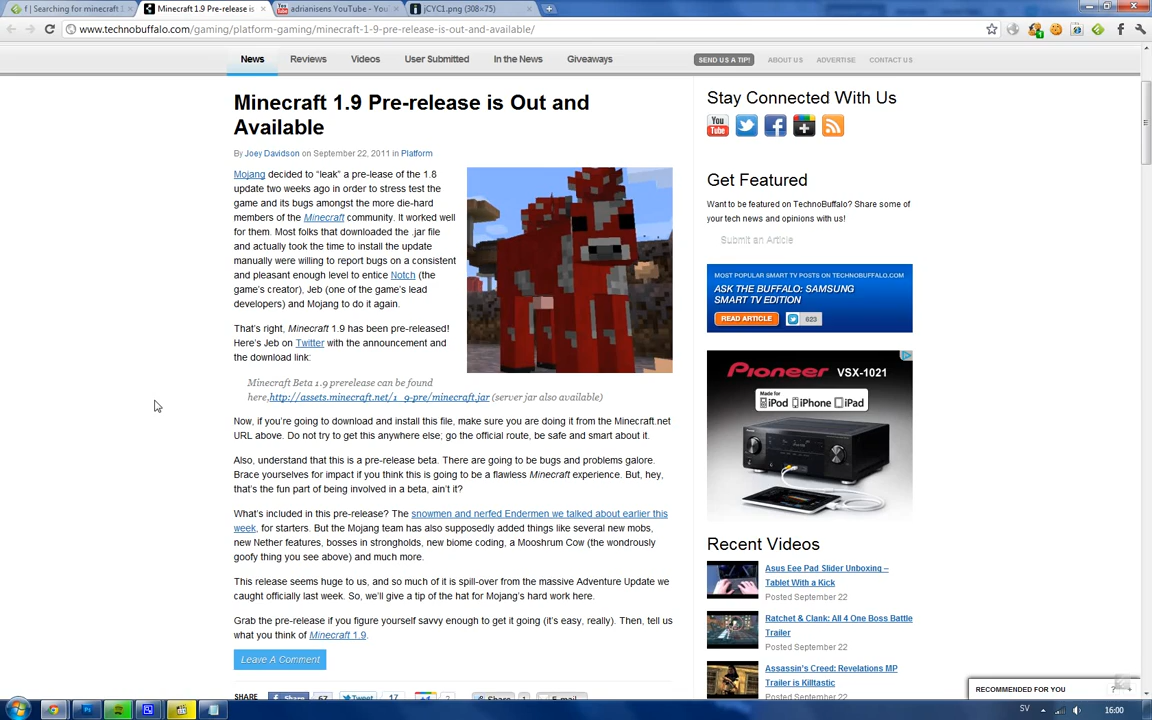 f | Searching for minecraft 1
Minecraft 1.9 Pre-release is
adrianisens YouTube - You
jCYC1.png (308×75)
www.technobuffalo.com/gaming/platform-gaming/minecraft-1-9-pre-release-is-out-and-available/
News Reviews Videos User Submitted In the News Giveaways
SEND US A TIP! ABOUT US ADVERTISE CONTACT US
Minecraft 1.9 Pre-release is Out and
Available
By Joey Davidson on September 22, 2011 in Platform
Mojang decided to “leak” a pre-release of the 1.8
update two weeks ago in order to stress test the
game and its bugs amongst the more die-hard
members of the Minecraft community. It worked well
for them. Most folks that downloaded the .jar file
and actually took the time to install the update
manually were willing to report bugs on a consistent
and pleasant enough level to entice Notch (the
game’s creator), Jeb (one of the game’s lead
developers) and Mojang to do it again.
That’s right, Minecraft 1.9 has been pre-released!
Here’s Jeb on Twitter with the announcement and
the download link:
Minecraft Beta 1.9 prerelease can be found
here,http://assets.minecraft.net/1_9-pre/minecraft.jar (server jar also available)
Now, if you’re going to download and install this file, make sure you are doing it from the Minecraft.net
URL above. Do not try to get this anywhere else; go the official route, be safe and smart about it.
Also, understand that this is a pre-release beta. There are going to be bugs and problems galore.
Brace yourselves for impact if you think this is going to be a flawless Minecraft experience. But, hey,
that’s the fun part of being involved in a beta, ain’t it?
What’s included in this pre-release? The snowmen and nerfed Endermen we talked about earlier this
week, for starters. But the Mojang team has also supposedly added things like several new mobs,
new Nether features, bosses in strongholds, new biome coding, a Mooshrum Cow (the wondrously
goofy thing you see above) and much more.
This release seems huge to us, and so much of it is spill-over from the massive Adventure Update we
caught officially last week. So, we’ll give a tip of the hat for Mojang’s hard work here.
Grab the pre-release if you figure yourself savvy enough to get it going (it’s easy, really). Then, tell us
what you think of Minecraft 1.9.
Leave A Comment
SHARE Share 67 Tweet 17 2 Share 1 E-mail
Stay Connected With Us
You
Tube
Get Featured
Want to be featured on TechnoBuffalo? Share some of
your tech news and opinions with us!
Submit an Article
MOST POPULAR SMART TV POSTS ON TECHNOBUFFALO.COM
ASK THE BUFFALO: SAMSUNG
SMART TV EDITION
READ ARTICLE 623
Pioneer VSX-1021
Made for
iPod iPhone iPad
Recent Videos
Asus Eee Pad Slider Unboxing –
Tablet With a Kick
Posted September 22
Ratchet & Clank: All 4 One Boss Battle
Trailer
Posted September 22
Assassin’s Creed: Revelations MP
Trailer is Killtastic
Posted September 22
RECOMMENDED FOR YOU
SV 16:00